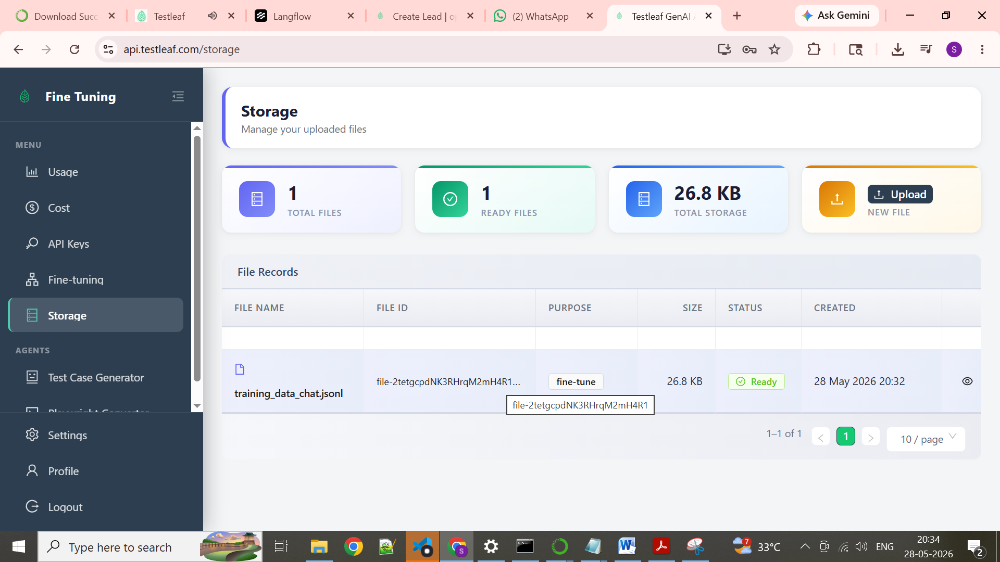 Download Succ
Testleaf
Langflow
Create Lead | op
(2) WhatsApp
Testleaf GenAI A
Ask Gemini
api.testleaf.com/storage
S
Fine Tuning
MENU
Usage
Cost
API Keys
Fine-tuning
Storage
AGENTS
Test Case Generator
Playwright Converter
Settings
Profile
Logout
Storage
Manage your uploaded files
1
TOTAL FILES
1
READY FILES
26.8 KB
TOTAL STORAGE
Upload
NEW FILE
File Records
FILE NAME FILE ID PURPOSE SIZE STATUS CREATED
training_data_chat.jsonl file-2tetgcpdNK3RHrqM2mH4R1... fine-tune 26.8 KB Ready 28 May 2026 20:32
file-2tetgcpdNK3RHrqM2mH4R1
1–1 of 1 < 1 > 10 / page
Type here to search
7
33°C
ENG
20:34
28-05-2026
2